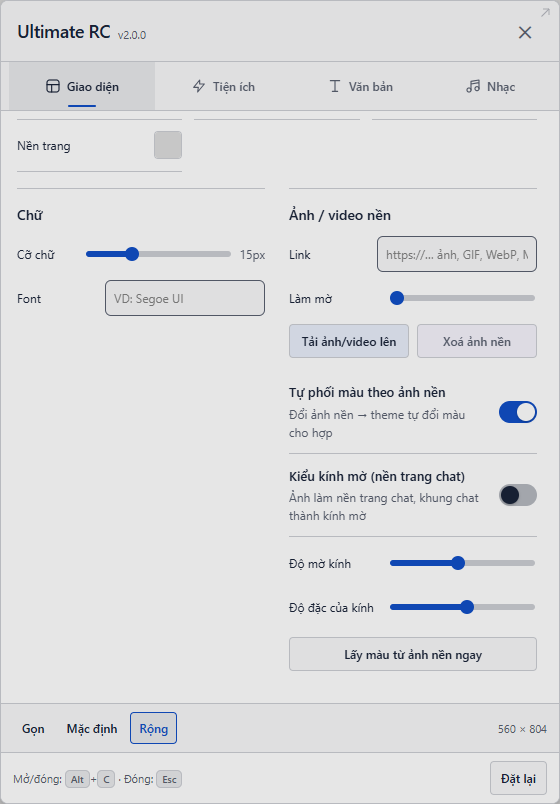 Ultimate RC v2.0.0
Giao diện
Tiện ích
Văn bản
Nhạc
Nền trang
Chữ
Cỡ chữ 15px
Font VD: Segoe UI
Ảnh / video nền
Link https://... ảnh, GIF, WebP, M
Làm mờ
Tải ảnh/video lên
Xoá ảnh nền
Tự phối màu theo ảnh nền
Đổi ảnh nền → theme tự đổi màu
cho hợp
Kiểu kính mờ (nền trang chat)
Ảnh làm nền trang chat, khung chat
thành kính mờ
Độ mờ kính
Độ đặc của kính
Lấy màu từ ảnh nền ngay
Gọn
Mặc định
Rộng
560 × 804
Mở/đóng: Alt + C · Đóng: Esc
Đặt lại